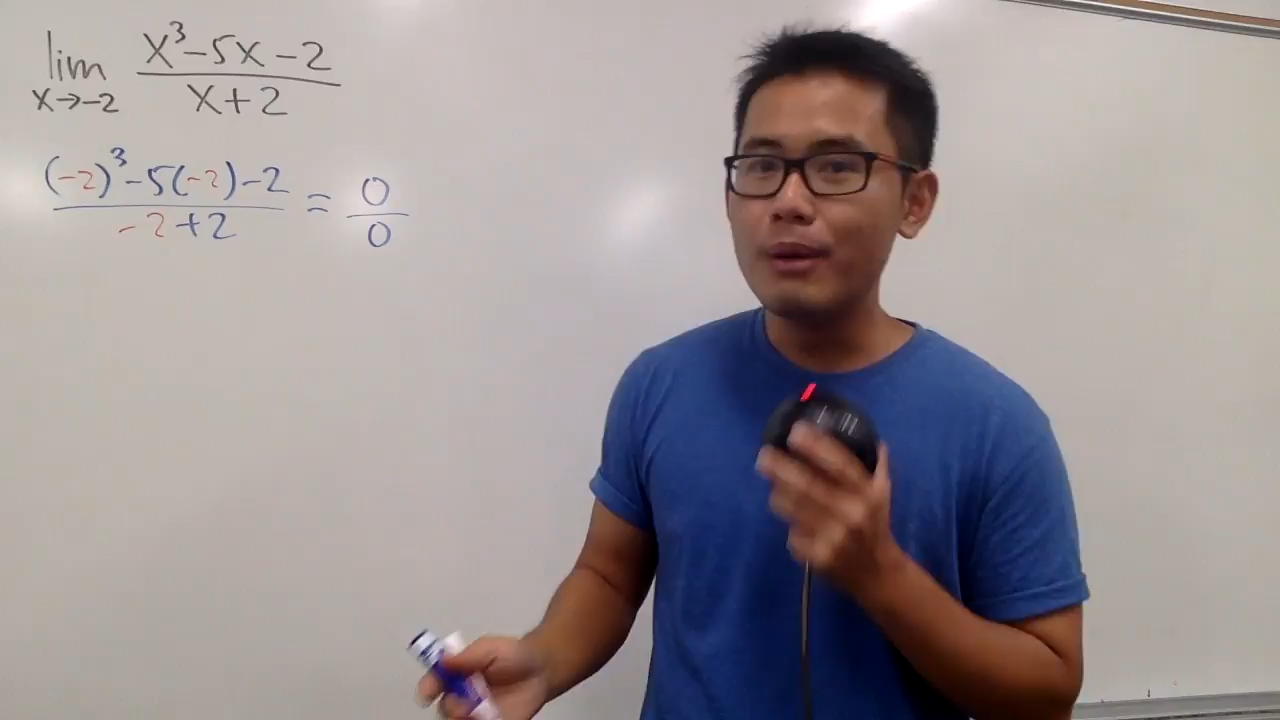 lim x→-2 (x³-5x-2)/(x+2)
((-2)³-5(-2)-2)/(-2+2) = 0/0